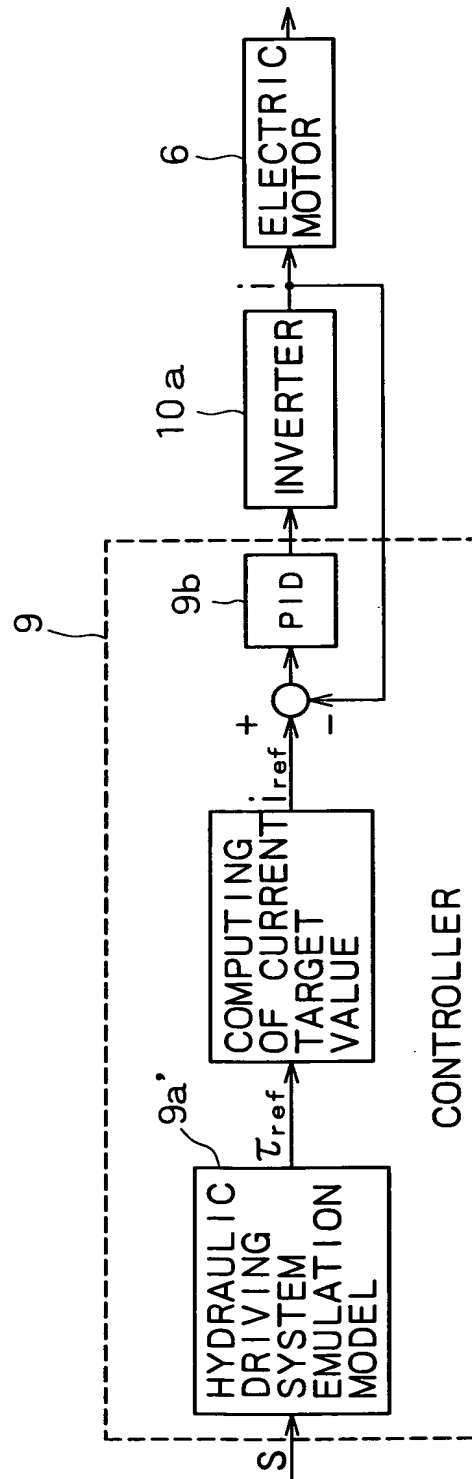 9
S
HYDRAULIC
DRIVING
SYSTEM
EMULATION
MODEL
9a'
τref
COMPUTING
OF CURRENT
TARGET
VALUE
iref
+
-
PID
9b
INVERTER
10a
i
ELECTRIC
MOTOR
6
CONTROLLER